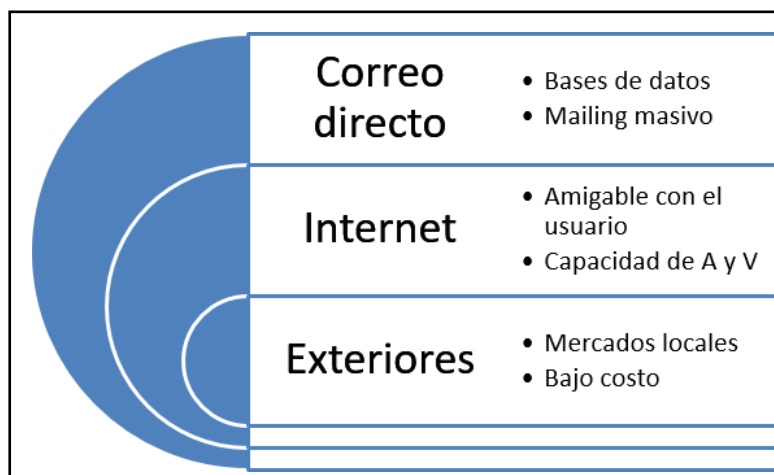 Correo
directo
• Bases de datos
• Mailing masivo
Internet
• Amigable con el
usuario
• Capacidad de A y V
Exteriores
• Mercados locales
• Bajo costo